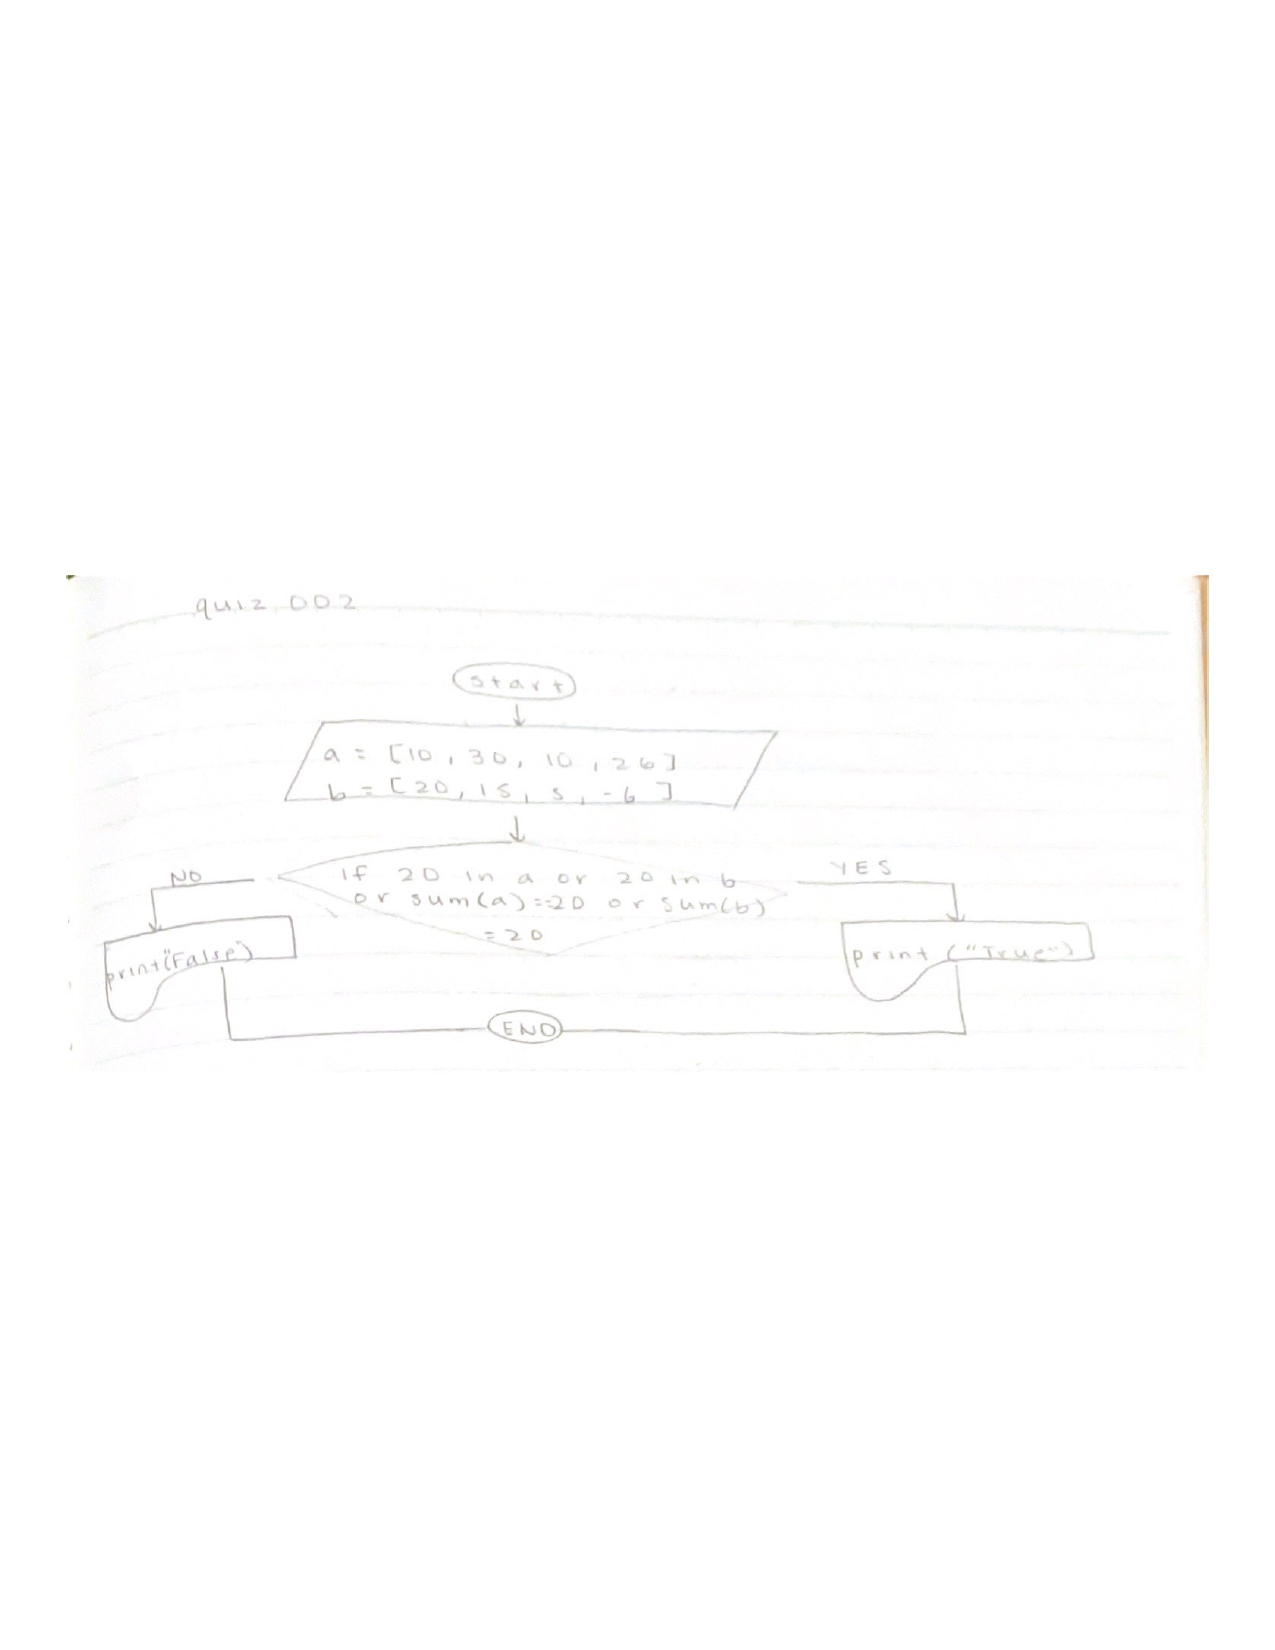 quiz 002
start
a = [10, 30, 10, 26]
b = [20, 15, 5, -6]
NO
if 20 in a or 20 in b
or sum(a)==20 or sum(b)
=20
YES
print("False")
print ("True")
END